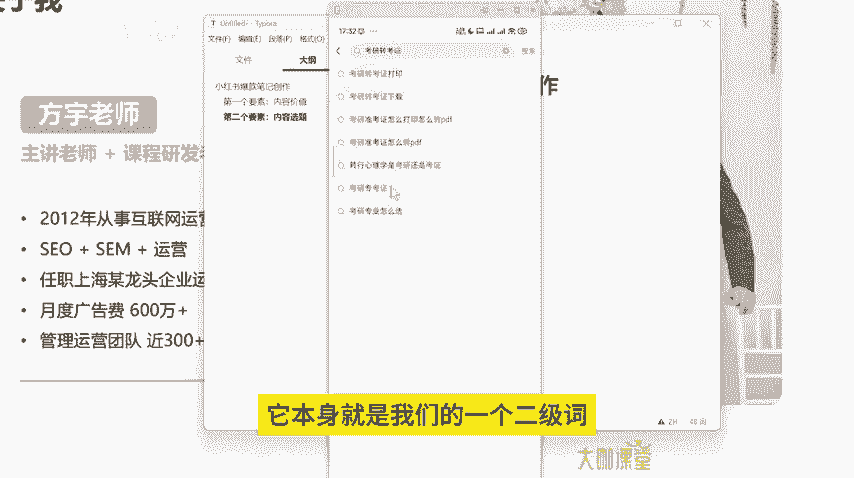 于我
Untitled - Typora
文件(F) 编辑(E) 段落(P) 格式(O)
文件 大纲
小红书爆款笔记创作
第一个要素：内容价值
第二个要素：内容选题
17:32
考研转考证
搜索
考研转考证打印
考研转考证下载
考研准考证怎么打印怎么转pdf
考研准考证怎么转pdf
转行心理学是考研还是考证
考研专考证
考研专业怎么选
作
方宇老师
主讲老师 + 课程研发
2012年从事互联网运营
SEO + SEM + 运营
任职上海某龙头企业运
月度广告费 600万+
管理运营团队 近300+
它本身就是我们的一个二级词
ZH 48 词
大咖课堂